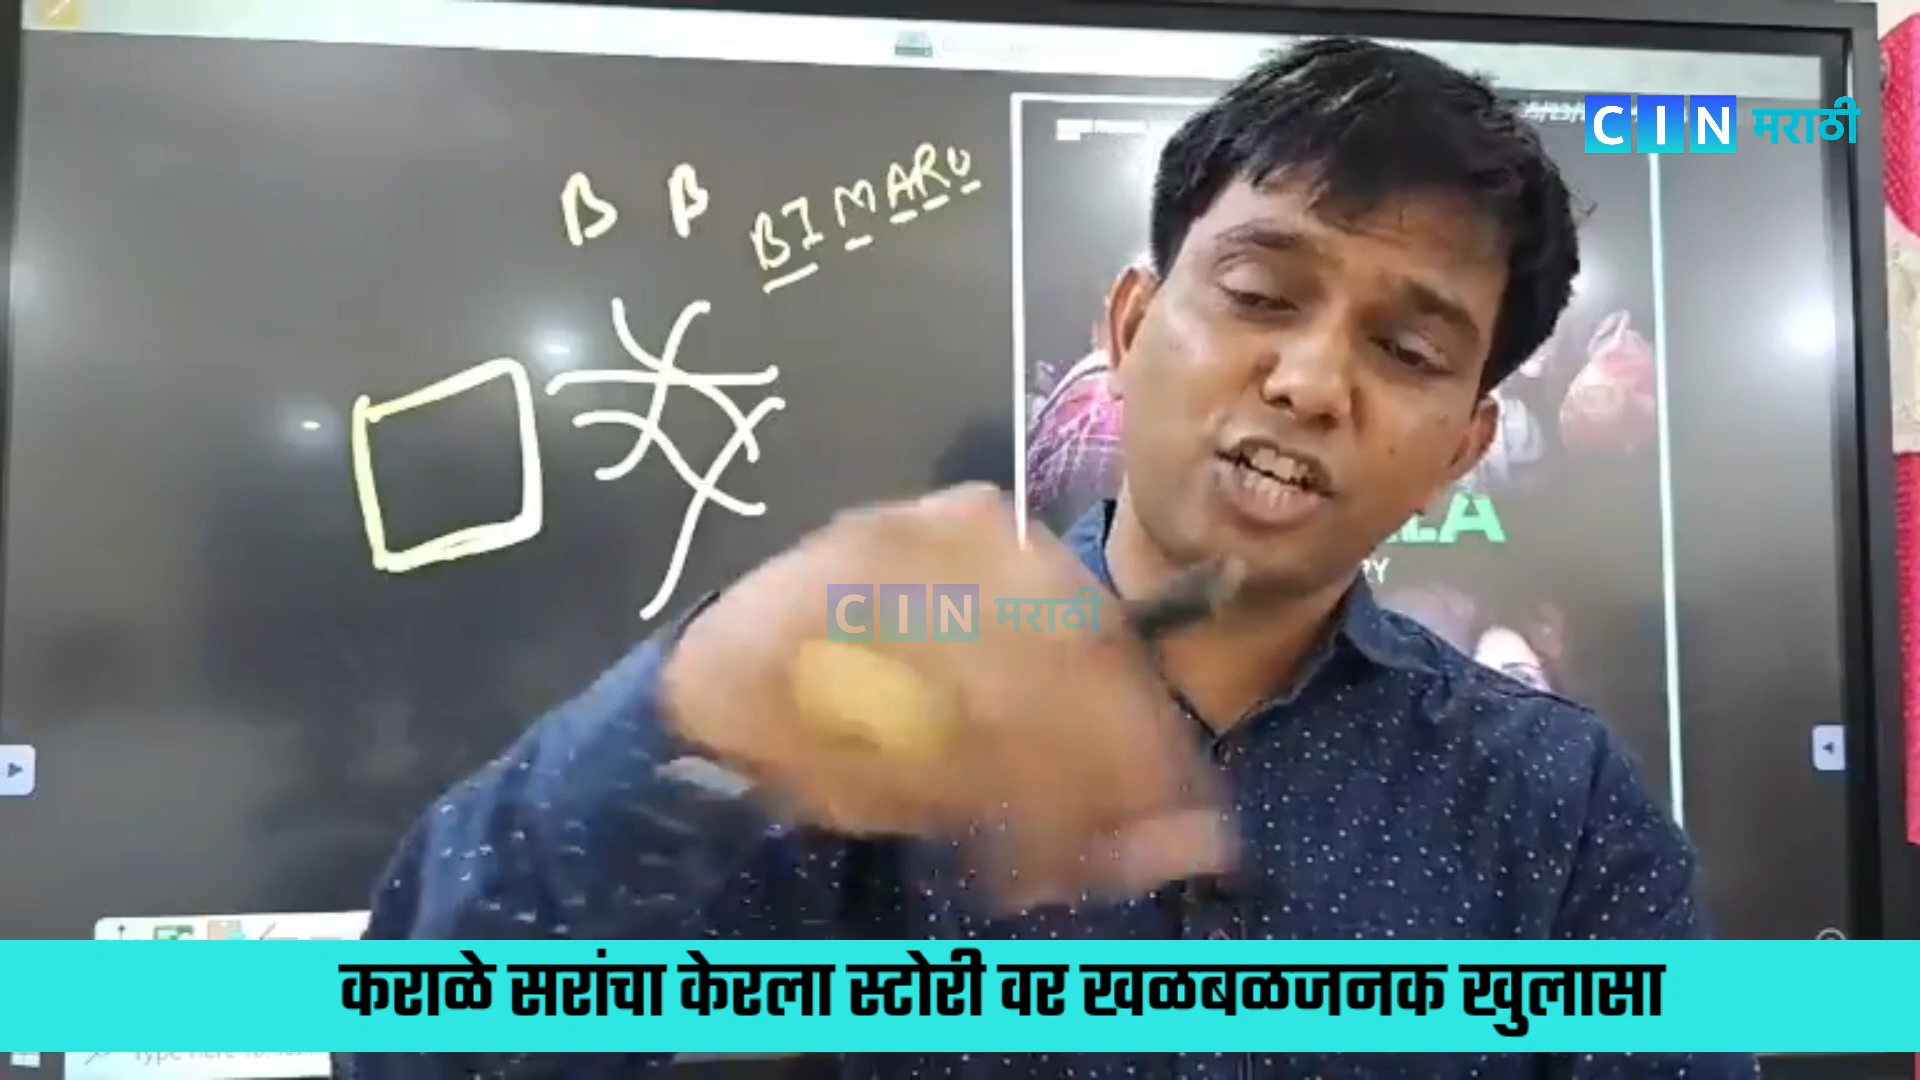 CIN मराठी
B B BIMARU
CIN मराठी
कराळे सरांचा केरला स्टोरी वर खळबळजनक खुलासा